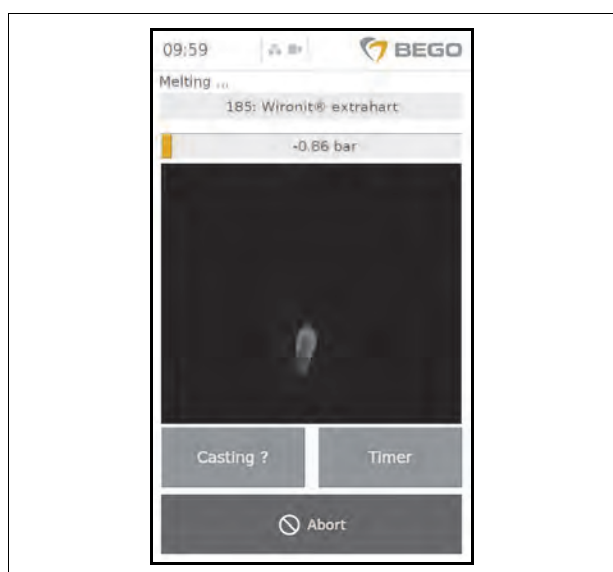 09:59 BEGO
Melting ...
185: Wironit® extrahart
-0.86 bar
Casting ? Timer
Abort